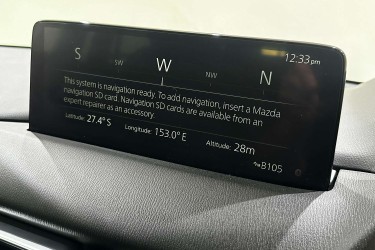 12:33 pm
S SW W NW N
This system is navigation ready. To add navigation, insert a Mazda
navigation SD card. Navigation SD cards are available from an
expert repairer as an accessory.
Latitude: 27.4° S Longitude: 153.0° E Altitude: 28m
B105